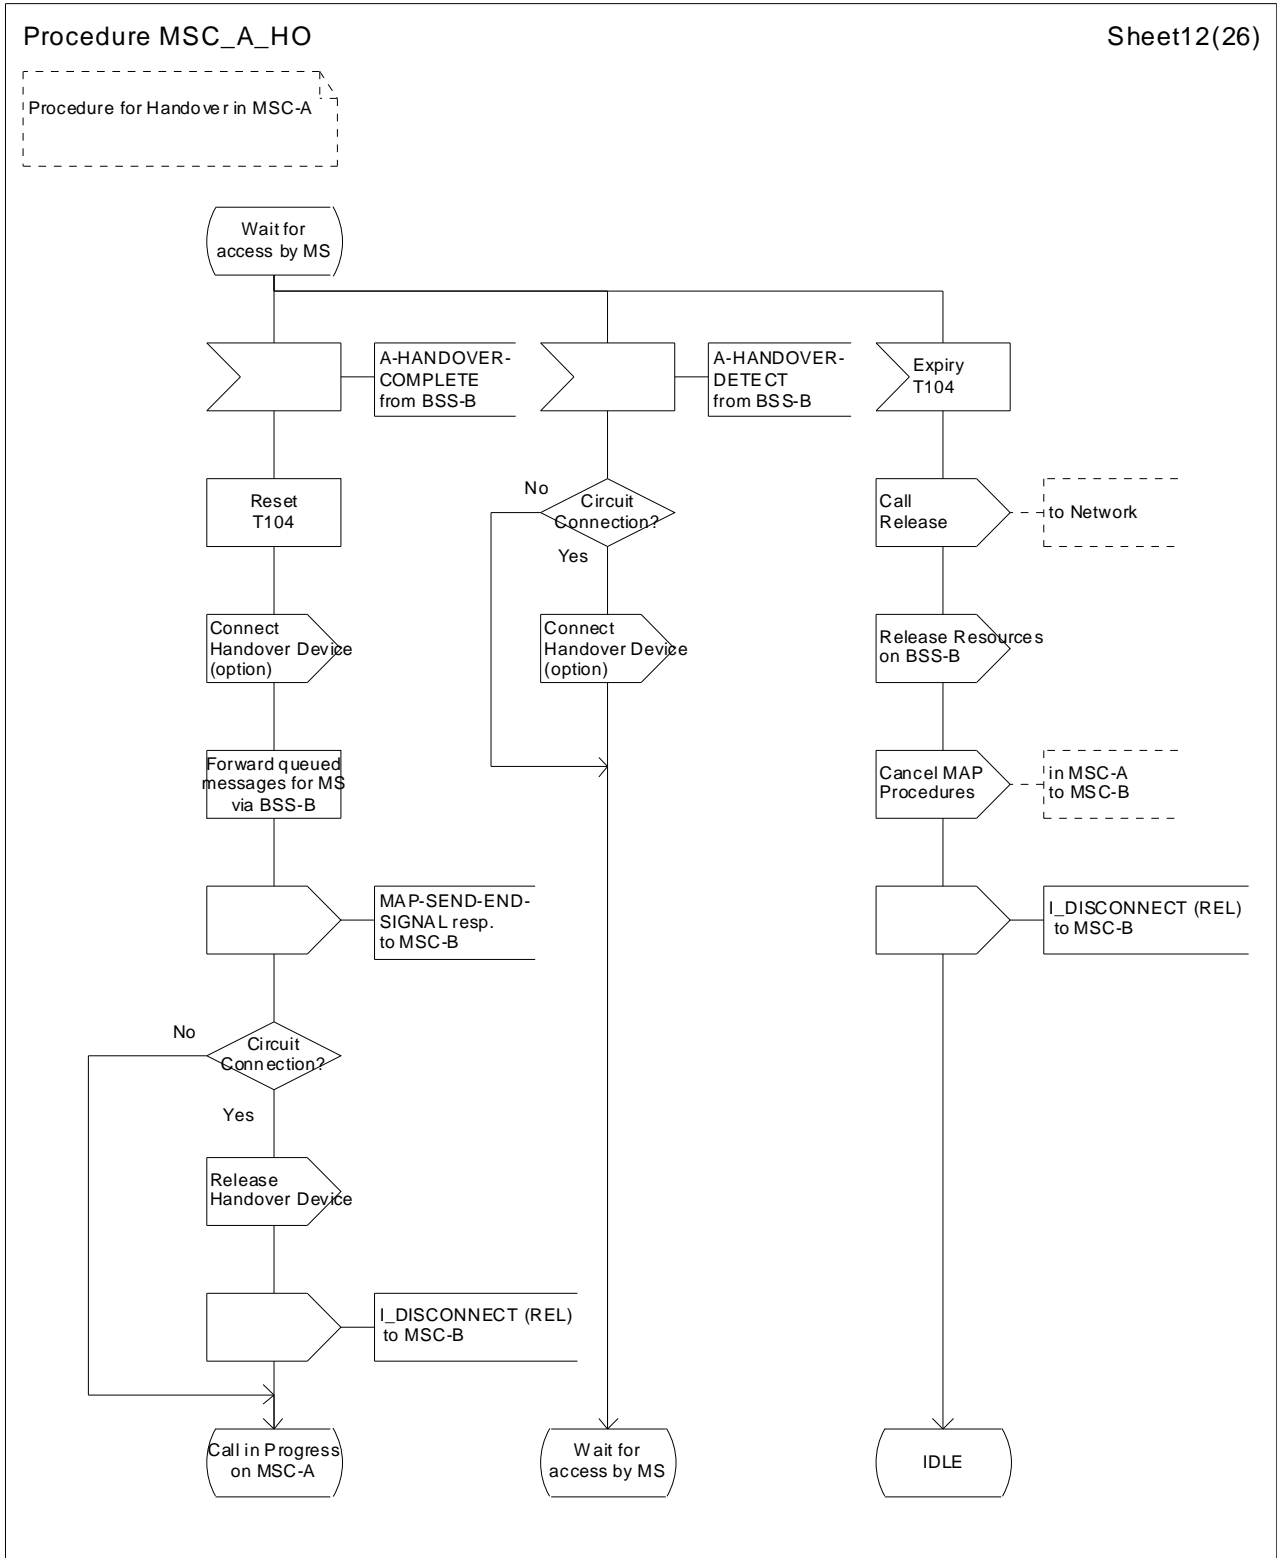 Procedure MSC_A_HO
Sheet12(26)
Procedure for Handover in MSC-A
Wait for
access by MS
A-HANDOVER-
COMPLETE
from BSS-B
A-HANDOVER-
DETECT
from BSS-B
Expiry
T104
Reset
T104
No
Circuit
Connection?
Yes
Call
Release
to Network
Connect
Handover Device
(option)
Connect
Handover Device
(option)
Release Resources
on BSS-B
Forward queued
messages for MS
via BSS-B
Cancel MAP
Procedures
in MSC-A
to MSC-B
MAP-SEND-END-
SIGNAL resp.
to MSC-B
I_DISCONNECT (REL)
to MSC-B
No
Circuit
Connection?
Yes
Release
Handover Device
I_DISCONNECT (REL)
to MSC-B
Call in Progress
on MSC-A
Wait for
access by MS
IDLE